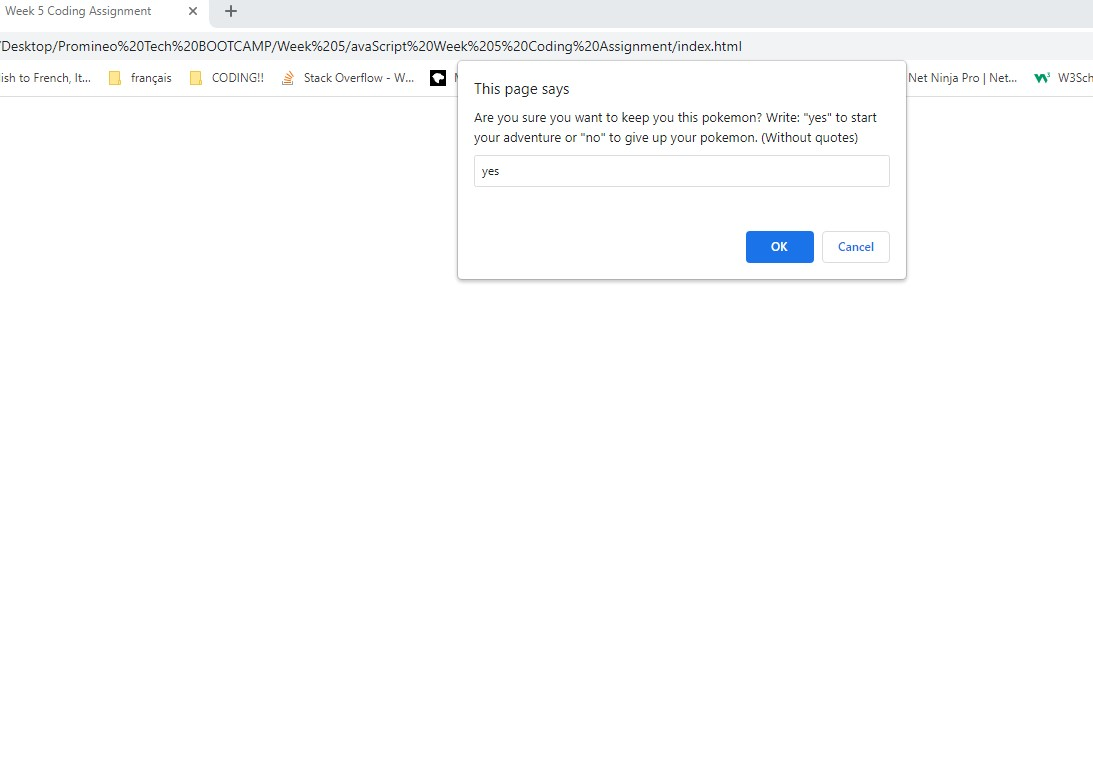 Week 5 Coding Assignment
/Desktop/Promineo%20Tech%20BOOTCAMP/Week%205/avaScript%20Week%205%20Coding%20Assignment/index.html
ish to French, It... français CODING!! Stack Overflow - W... Net Ninja Pro | Net... W3Sch
This page says
Are you sure you want to keep you this pokemon? Write: "yes" to start
your adventure or "no" to give up your pokemon. (Without quotes)
yes
OK Cancel